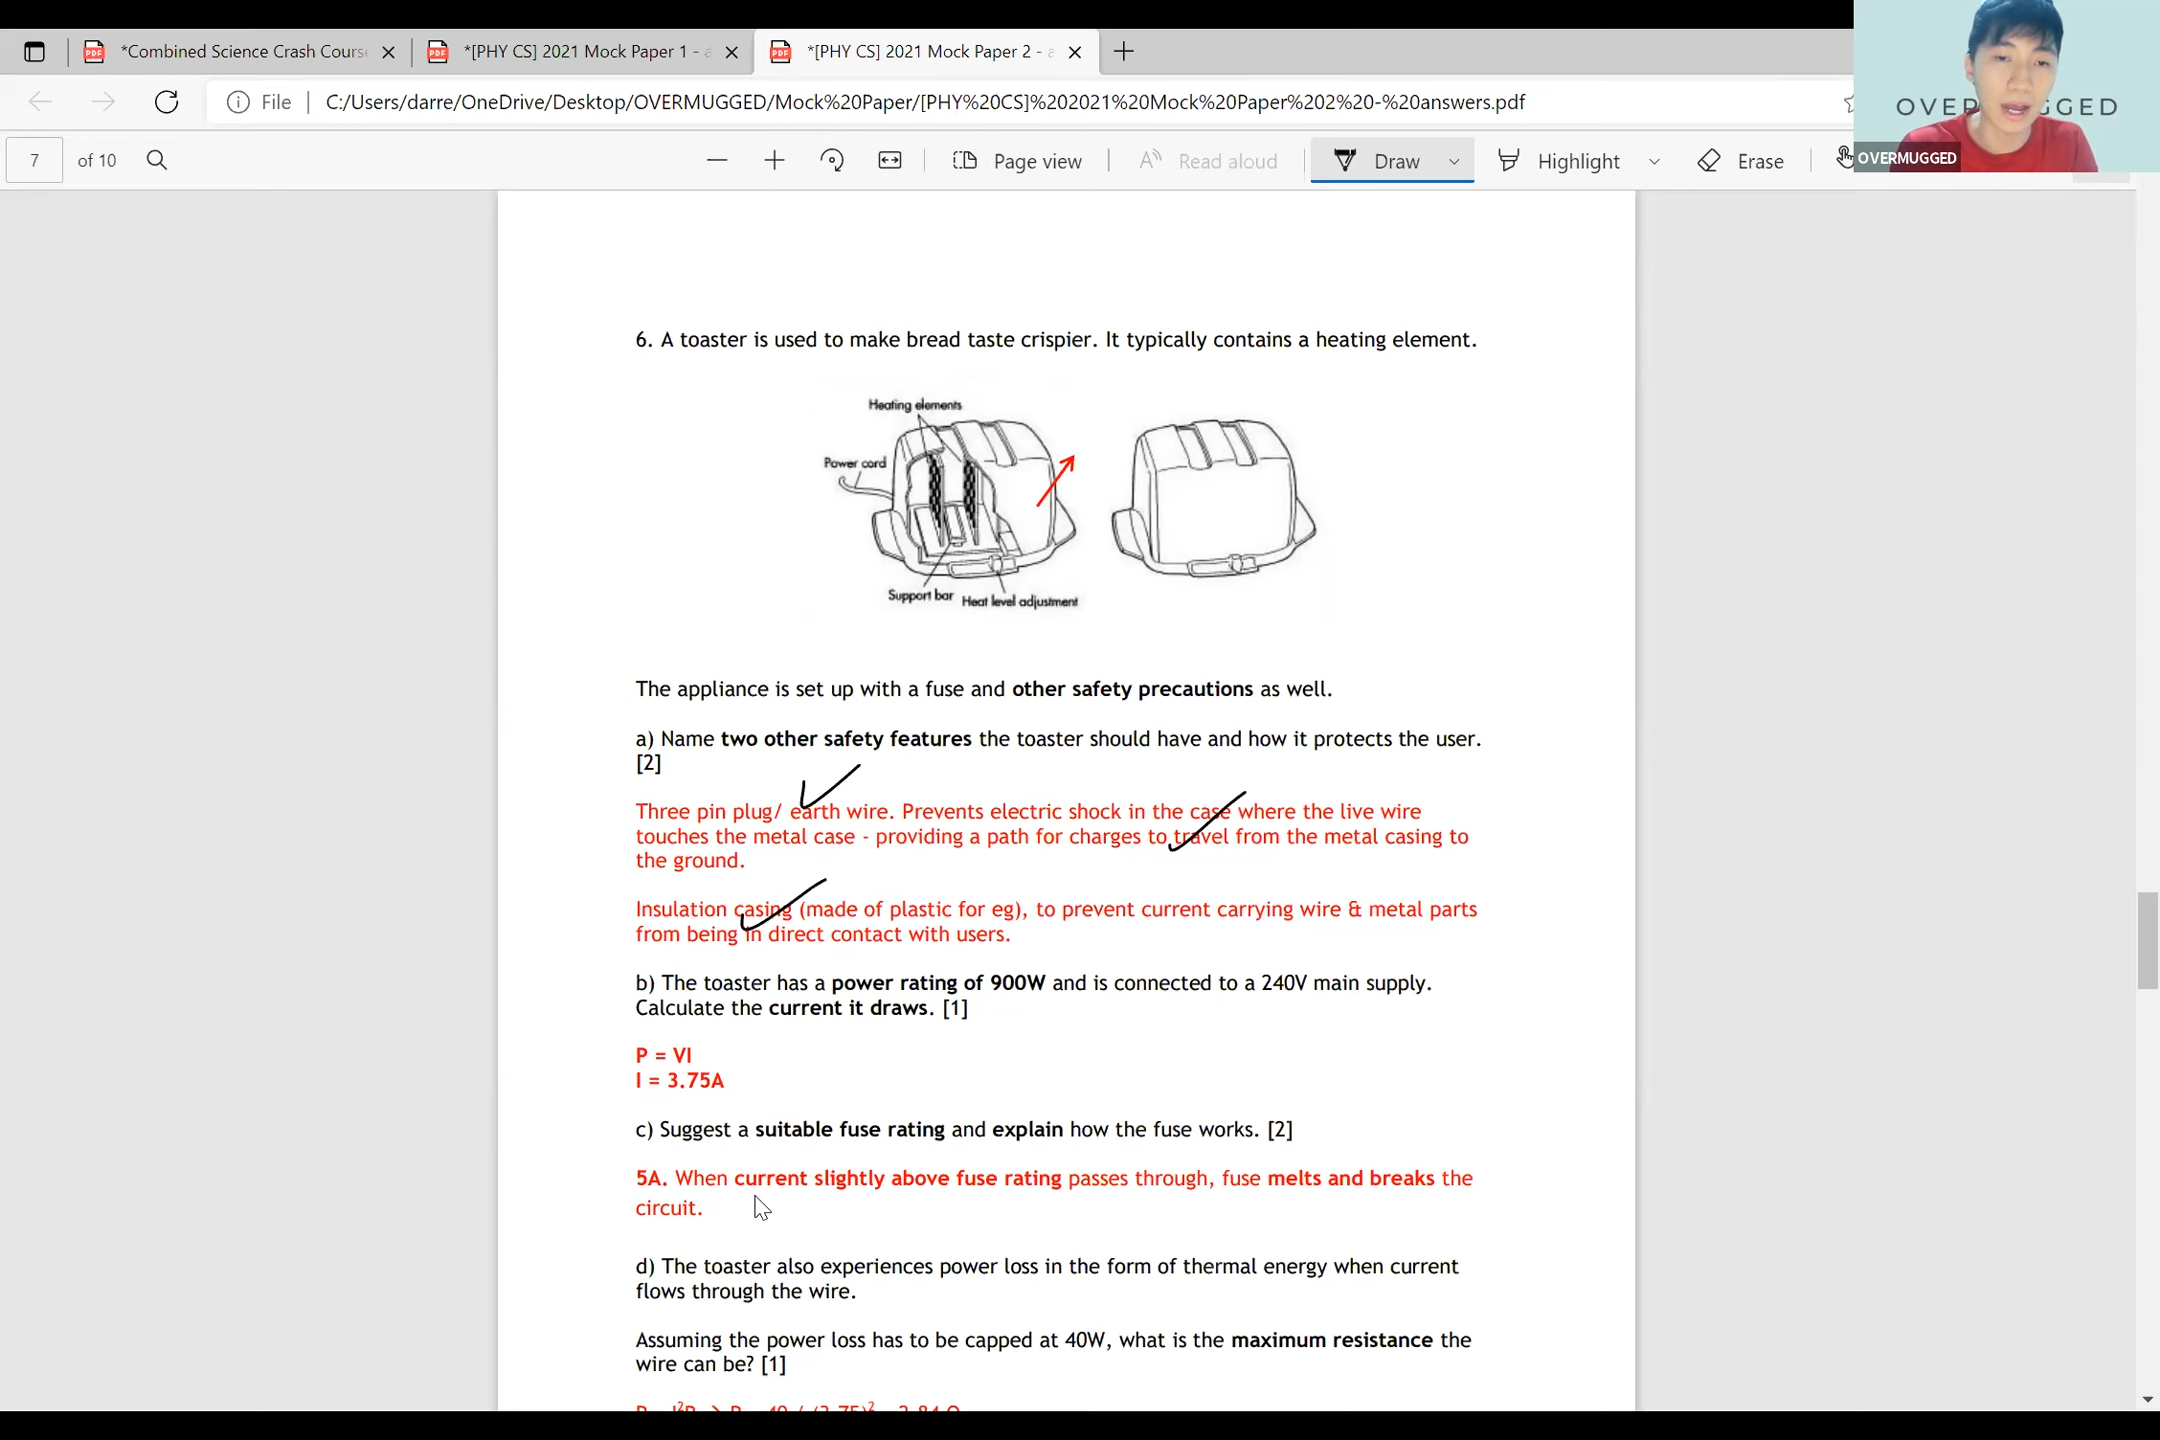 *Combined Science Crash Cours
*[PHY CS] 2021 Mock Paper 1 - a
*[PHY CS] 2021 Mock Paper 2 - a
File
C:/Users/darre/OneDrive/Desktop/OVERMUGGED/Mock%20Paper/[PHY%20CS]%202021%20Mock%20Paper%202%20-%20answers.pdf
OVERMUGGED
7 of 10
Page view
Read aloud
Draw
Highlight
Erase
OVERMUGGED
6. A toaster is used to make bread taste crispier. It typically contains a heating element.
Heating elements
Power cord
Support bar
Heat level adjustment
The appliance is set up with a fuse and other safety precautions as well.
a) Name two other safety features the toaster should have and how it protects the user.
[2]
Three pin plug/ earth wire. Prevents electric shock in the case where the live wire
touches the metal case - providing a path for charges to travel from the metal casing to
the ground.
Insulation casing (made of plastic for eg), to prevent current carrying wire & metal parts
from being in direct contact with users.
b) The toaster has a power rating of 900W and is connected to a 240V main supply.
Calculate the current it draws. [1]
P = VI
I = 3.75A
c) Suggest a suitable fuse rating and explain how the fuse works. [2]
5A. When current slightly above fuse rating passes through, fuse melts and breaks the
circuit.
d) The toaster also experiences power loss in the form of thermal energy when current
flows through the wire.
Assuming the power loss has to be capped at 40W, what is the maximum resistance the
wire can be? [1]